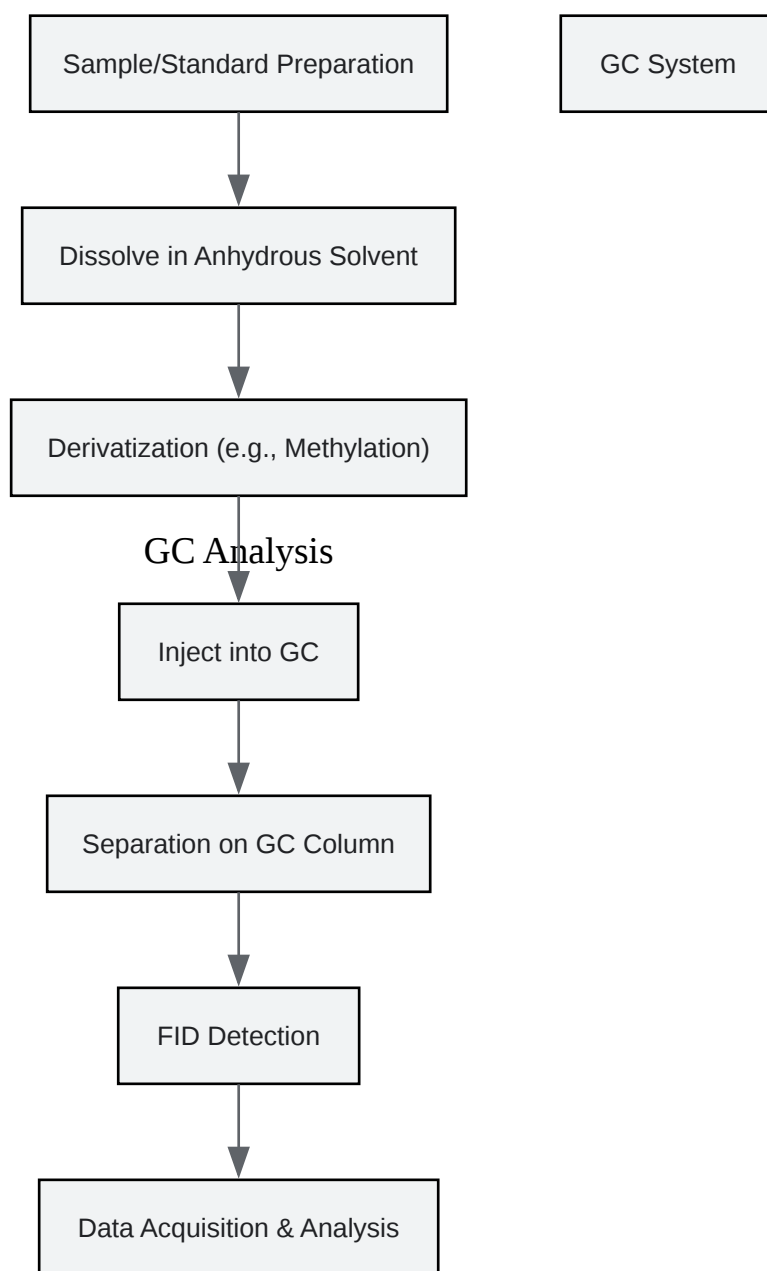 Sample/Standard Preparation
GC System
Dissolve in Anhydrous Solvent
Derivatization (e.g., Methylation)
GC Analysis
Inject into GC
Separation on GC Column
FID Detection
Data Acquisition & Analysis